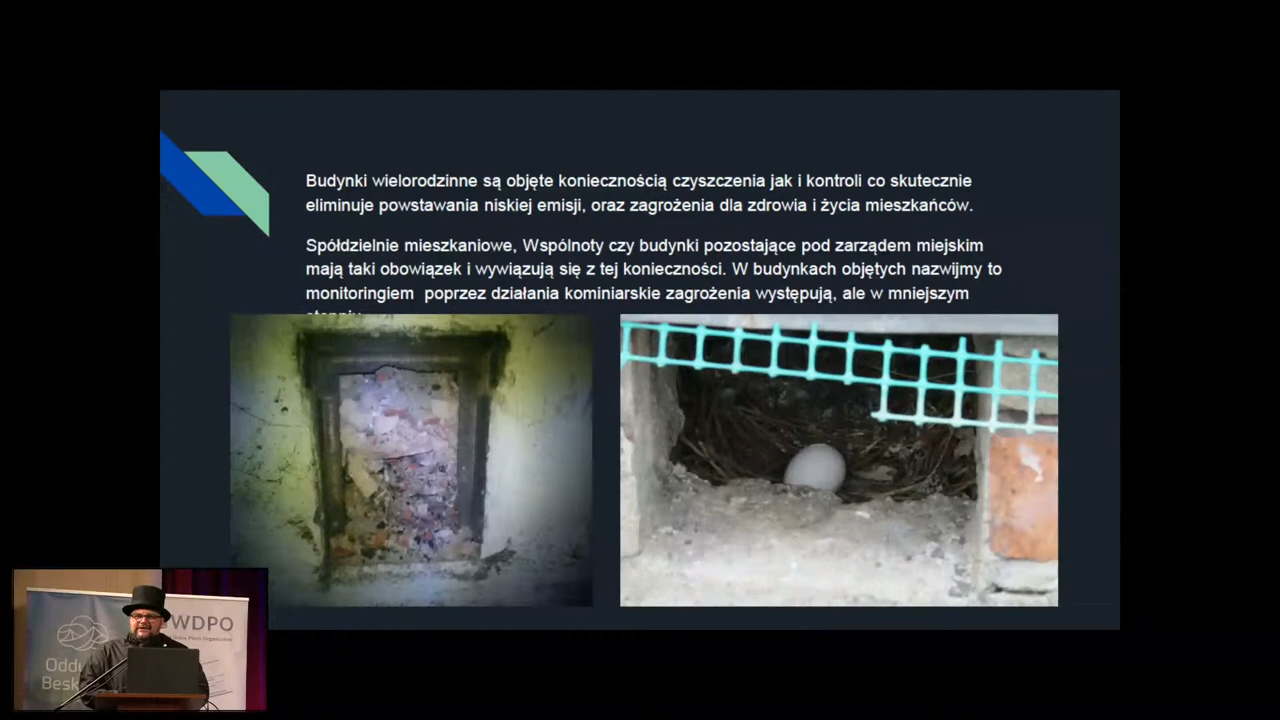 Budynki wielorodzinne są objęte koniecznością czyszczenia jak i kontroli co skutecznie
eliminuje powstawania niskiej emisji, oraz zagrożenia dla zdrowia i życia mieszkańców.
Spółdzielnie mieszkaniowe, Wspólnoty czy budynki pozostające pod zarządem miejskim
mają taki obowiązek i wywiązują się z tej konieczności. W budynkach objętych nazwijmy to
monitoringiem poprzez działania kominiarskie zagrożenia występują, ale w mniejszym
WDPO
Oddy
Besk